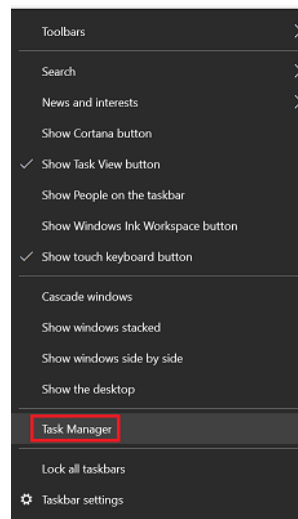 Toolbars
Search
News and interests
Show Cortana button
Show Task View button
Show People on the taskbar
Show Windows Ink Workspace button
Show touch keyboard button
Cascade windows
Show windows stacked
Show windows side by side
Show the desktop
Task Manager
Lock all taskbars
Taskbar settings